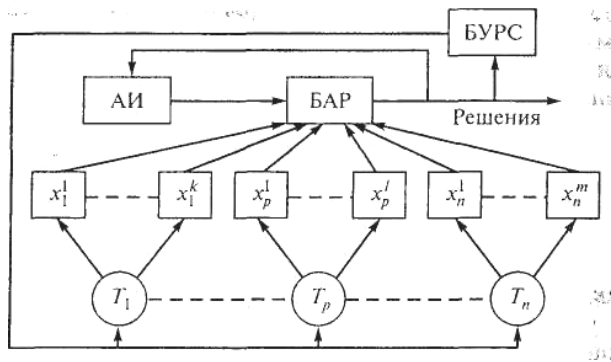 БУРС
АИ
БАР
Решения
x₁¹ x₁ᵏ xₚ¹ xₚˡ xₙ¹ xₙᵐ
T₁ Tₚ Tₙ